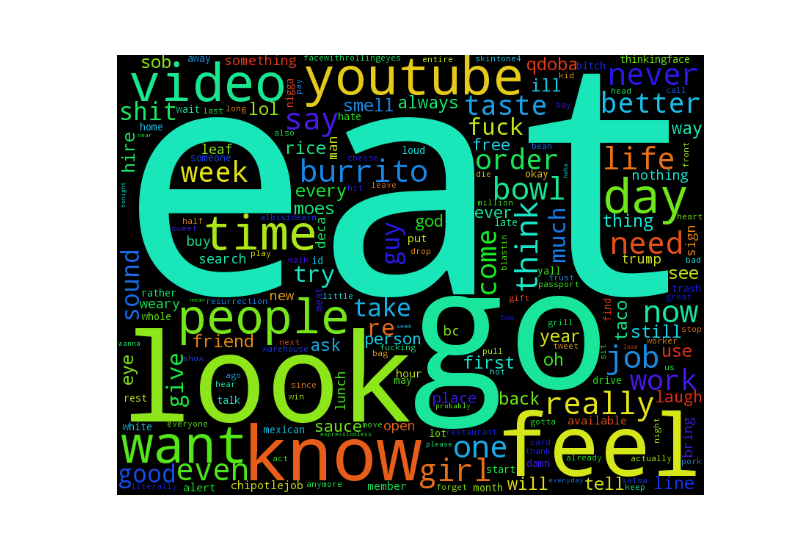 sob
away
something
facewithrollingeyes
entire
skintone4
bitch
thinkingface
video
youtube
qdoba
kid
never
call
pay
nigga
ill
head
bay
shit
wait
last
long
lol
smell
always
taste
better
home
also
say
hate
fuck
free
way
near
leaf
rice
man
loud
order
bean
okay
front
life
hire
someone
cheese
die
haha
nothing
week
burrito
bowl
tonight
every
hit
leave
million
heart
day
half
albisidearn
moes
god
ever
late
thing
sweet
buy
time
play
deca
guy
put
drop
come
blastin
think
much
yall
trump
sign
bad
need
see
search
walk
id
try
trust
passport
trash
sound
eat
rather
resurrection
meat
little
weary
new
gift
great
whole
people
take
go
two
find
taco
now
friend
re
bc
grill
year
tweet
still
stop
wanna
next
person
worker
eye
show
warehouse
fucking
ask
first
oh
sit
job
use
look
bag
pull
rest
give
ago
hear
since
hour
hot
drive
us
work
talk
win
lunch
may
place
back
really
laugh
white
everyone
sauce
move
open
probably
gotta
available
mexican
expressionless
lot
restaurant
night
want
know
act
please
girl
one
card
thank
feel
bring
good
even
start
damn
already
actually
pork
literally
alert
chipotlejob
anymore
member
forget
month
will
everyday
tell
salsa
keep
line